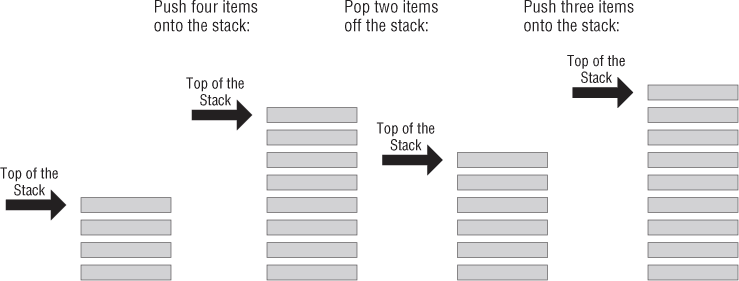 Push four items
onto the stack:
Pop two items
off the stack:
Push three items
onto the stack:
Top of the
Stack
Top of the
Stack
Top of the
Stack
Top of the
Stack